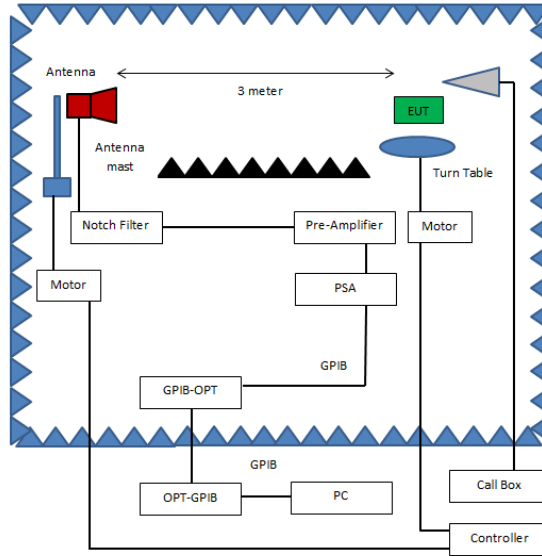 Antenna
3 meter
EUT
Antenna
mast
Turn Table
Notch Filter
Pre-Amplifier
Motor
Motor
PSA
GPIB
GPIB-OPT
GPIB
OPT-GPIB
PC
Call Box
Controller